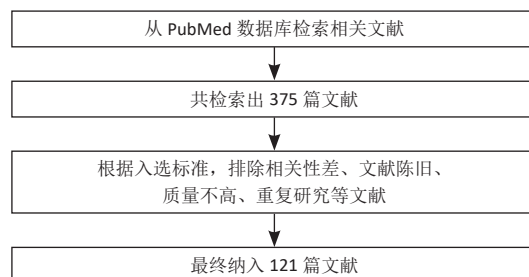 从 PubMed 数据库检索相关文献
共检索出 375 篇文献
根据入选标准，排除相关性差、文献陈旧、
质量不高、重复研究等文献
最终纳入 121 篇文献